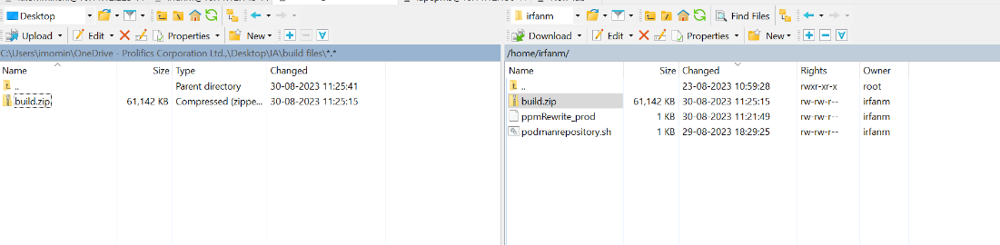 Desktop
Upload Edit Properties New
C:\Users\imomin\OneDrive - Prolifics Corporation Ltd.,\Desktop\IA\build files\*.*
Name Size Type Changed
.. Parent directory 30-08-2023 11:25:41
build.zip 61,142 KB Compressed (zippe... 30-08-2023 11:25:15
irfanm Find Files
Download Edit Properties New
/home/irfanm/
Name Size Changed Rights Owner
.. 23-08-2023 10:59:28 rwxr-xr-x root
build.zip 61,142 KB 30-08-2023 11:25:15 rw-rw-r-- irfanm
ppmRewrite_prod 1 KB 30-08-2023 11:21:49 rw-rw-r-- irfanm
podmanrepository.sh 1 KB 29-08-2023 18:29:25 rw-rw-r-- irfanm